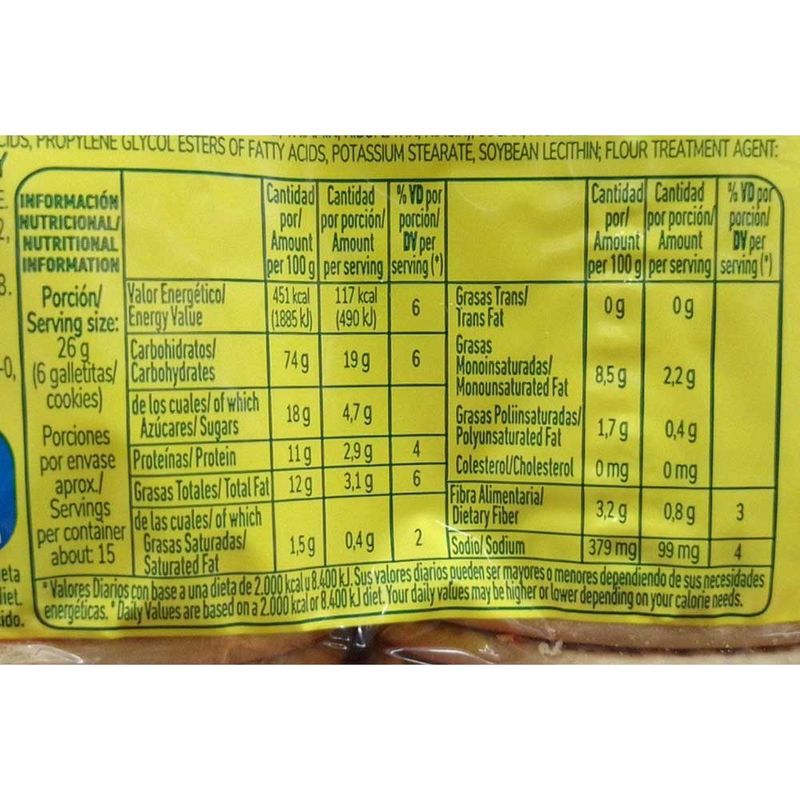 CIDS, PROPYLENE GLYCOL ESTERS OF FATTY ACIDS, POTASSIUM STEARATE, SOYBEAN LECITHIN; FLOUR TREATMENT AGENT:
INFORMACIÓN
NUTRICIONAL/
NUTRITIONAL
INFORMATION
Cantidad
por/
Amount
per 100 g
Cantidad
por porción/
Amount
per serving
% VD por
porción/
DV per
serving (*)
Cantidad
por/
Amount
per 100 g
Cantidad
por porción/
Amount
per serving
% VD por
porción/
DV per
serving (*)
Porción/
Serving size:
26 g
(6 galletitas/
cookies)
Porciones
por envase
aprox./
Servings
per container
about: 15
Valor Energético/
Energy Value
451 kcal
(1885 kJ)
117 kcal
(490 kJ)
6
Carbohidratos/
Carbohydrates
74 g
19 g
6
de los cuales/ of which
Azúcares/ Sugars
18 g
4,7 g
Proteínas/ Protein
11 g
2,9 g
4
Grasas Totales/ Total Fat
12 g
3,1 g
6
de las cuales/ of which
Grasas Saturadas/
Saturated Fat
1,5 g
0,4 g
2
Grasas Trans/
Trans Fat
0 g
0 g
Grasas
Monoinsaturadas/
Monounsaturated Fat
8,5 g
2,2 g
Grasas Poliinsaturadas/
Polyunsaturated Fat
1,7 g
0,4 g
Colesterol/Cholesterol
0 mg
0 mg
Fibra Alimentaria/
Dietary Fiber
3,2 g
0,8 g
3
Sodio/ Sodium
379 mg
99 mg
4
*Valores Diarios con base a una dieta de 2.000 kcal u 8.400 kJ. Sus valores diarios pueden ser mayores o menores dependiendo de sus necesidades
energéticas. *Daily Values are based on a 2.000 kcal or 8.400 kJ diet. Your daily values may be higher or lower depending on your calorie needs.